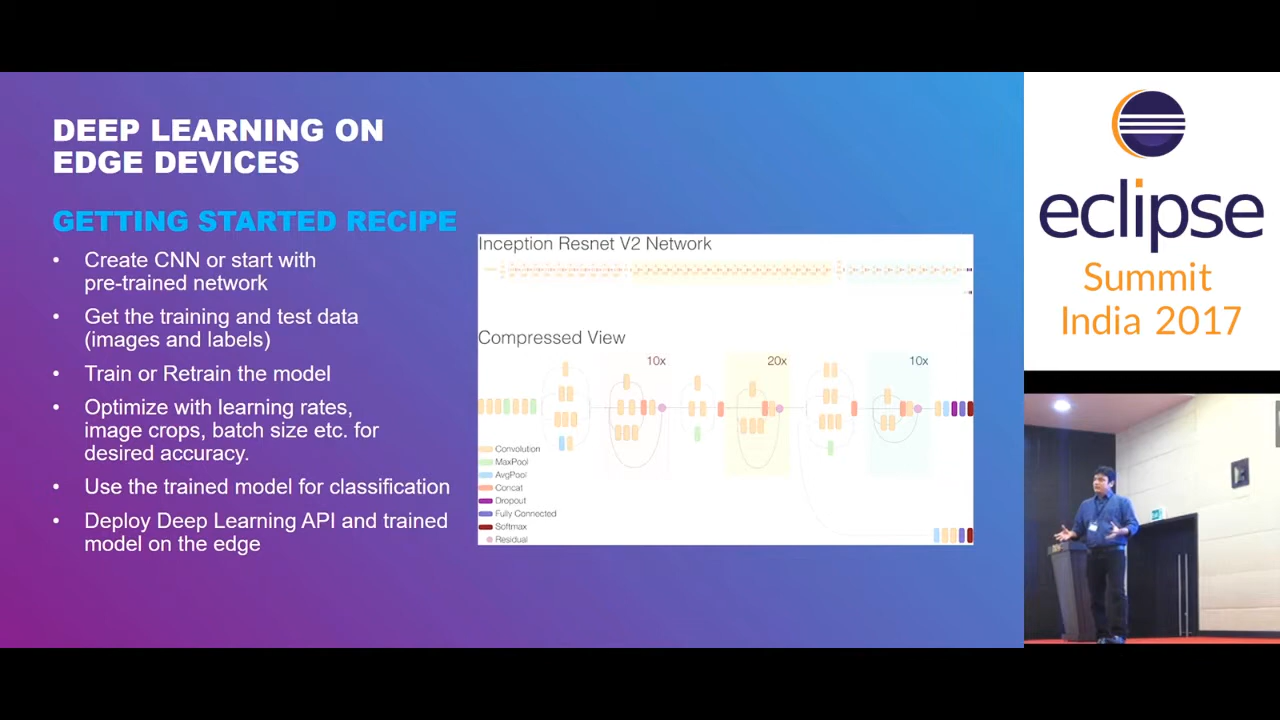 DEEP LEARNING ON
EDGE DEVICES
GETTING STARTED RECIPE
• Create CNN or start with
pre-trained network
• Get the training and test data
(images and labels)
• Train or Retrain the model
• Optimize with learning rates,
image crops, batch size etc. for
desired accuracy.
• Use the trained model for classification
• Deploy Deep Learning API and trained
model on the edge
Inception Resnet V2 Network
Compressed View
10x
20x
10x
Convolution
MaxPool
AvgPool
Concat
Dropout
Fully Connected
Softmax
Residual
eclipse
Summit
India 2017